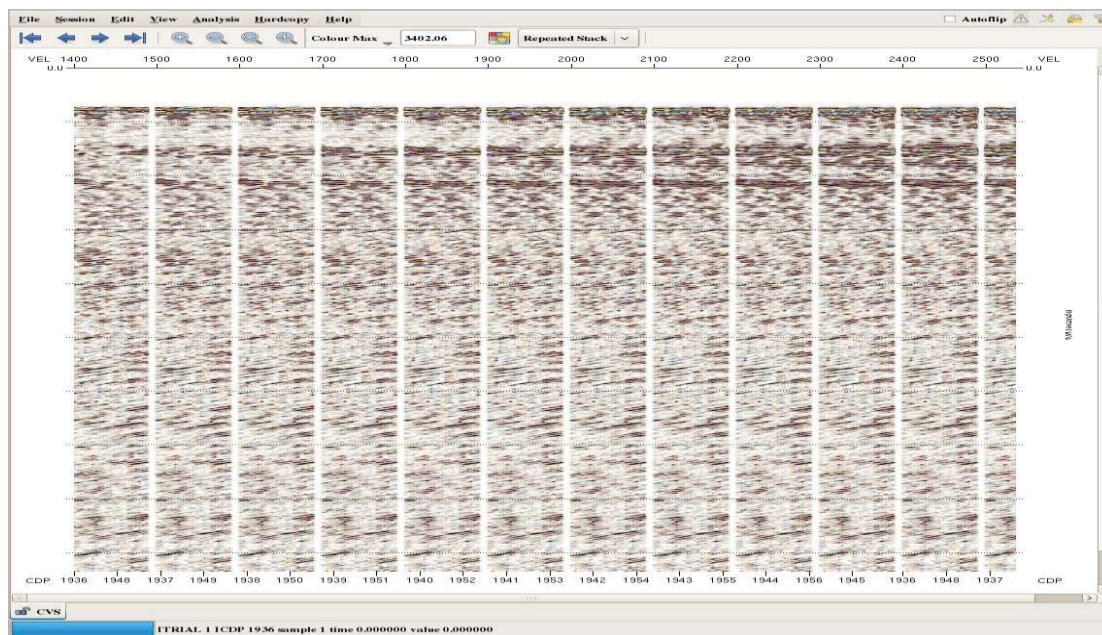 File Session Edit View Analysis Hardcopy Help Autoflip
Colour Max 3402.06 Repeated Stack
VEL 1400 1500 1600 1700 1800 1900 2000 2100 2200 2300 2400 2500 VEL
0.0 0.0
CDP 1936 1948 1937 1949 1938 1950 1939 1951 1940 1952 1941 1953 1942 1954 1943 1955 1944 1956 1945 1936 1948 1937 CDP
CVS
ITRIAL 1 ICDP 1936 sample 1 time 0.000000 value 0.000000